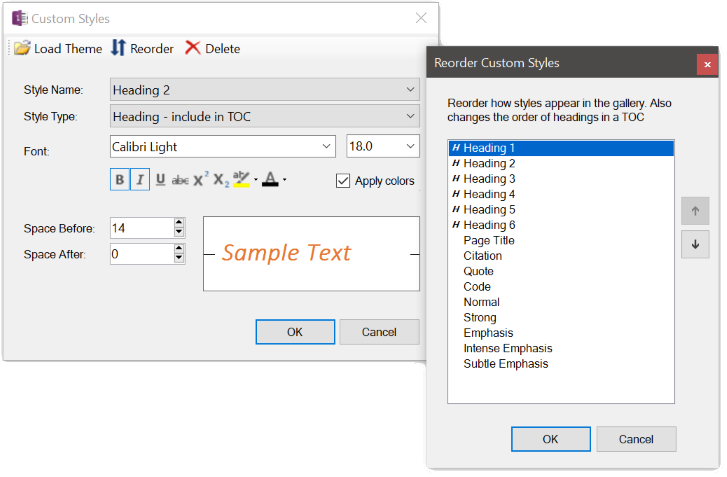 Custom Styles
Load Theme Reorder Delete
Style Name: Heading 2
Style Type: Heading - include in TOC
Font: Calibri Light 18.0
B I U abc X² X₂ ab A Apply colors
Space Before: 14
Space After: 0
Sample Text
OK Cancel
Reorder Custom Styles
Reorder how styles appear in the gallery. Also
changes the order of headings in a TOC
H Heading 1
H Heading 2
H Heading 3
H Heading 4
H Heading 5
H Heading 6
Page Title
Citation
Quote
Code
Normal
Strong
Emphasis
Intense Emphasis
Subtle Emphasis
OK Cancel